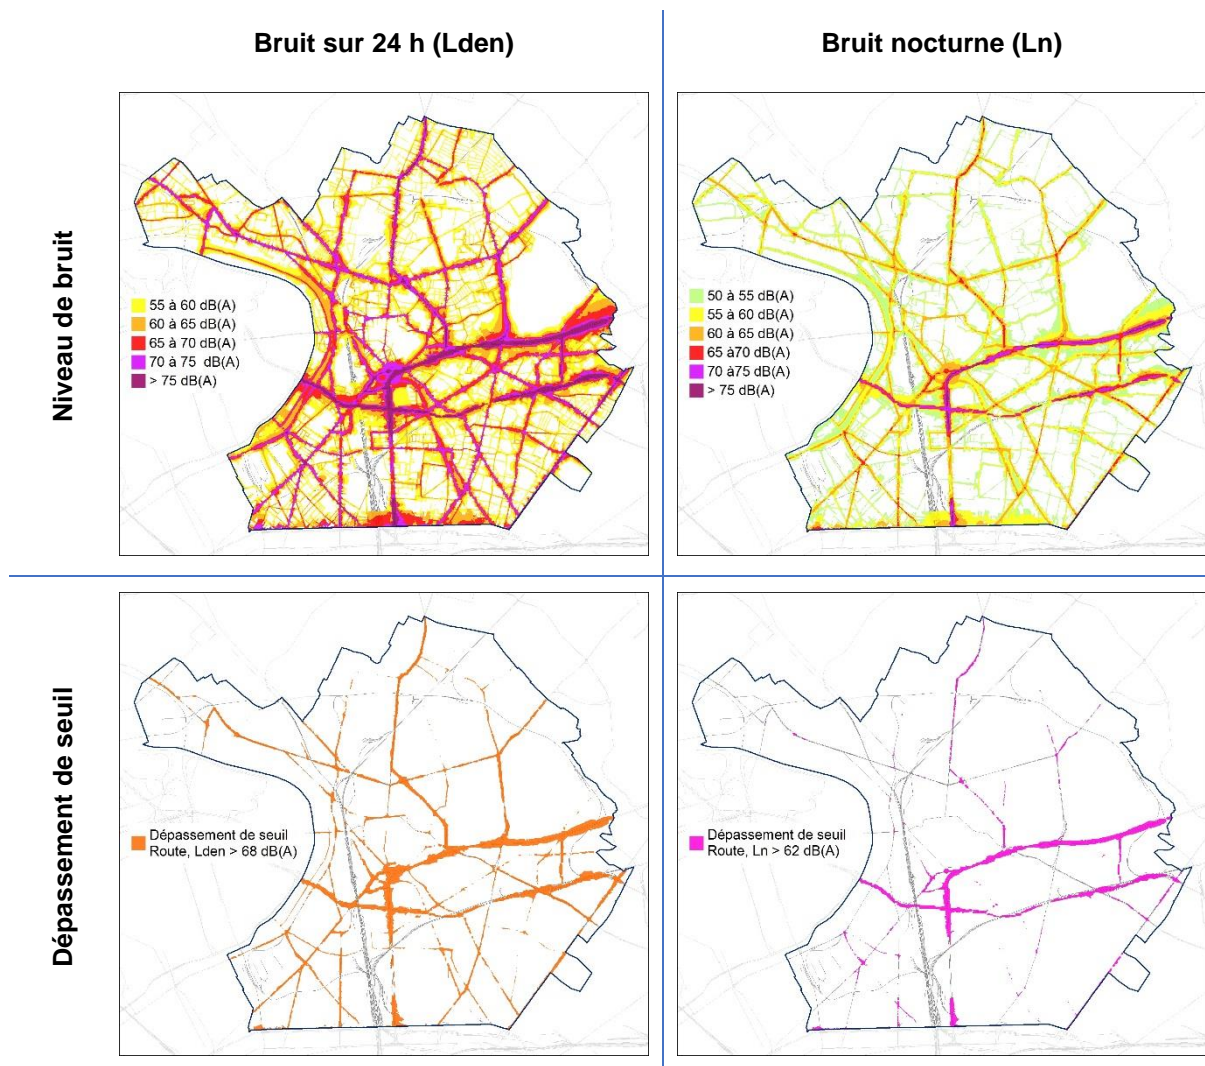 Bruit sur 24 h (Lden)
Bruit nocturne (Ln)
Niveau de bruit
55 à 60 dB(A)
60 à 65 dB(A)
65 à 70 dB(A)
70 à 75 dB(A)
> 75 dB(A)
50 à 55 dB(A)
55 à 60 dB(A)
60 à 65 dB(A)
65 à70 dB(A)
70 à75 dB(A)
> 75 dB(A)
Dépassement de seuil
Dépassement de seuil
Route, Lden > 68 dB(A)
Dépassement de seuil
Route, Ln > 62 dB(A)